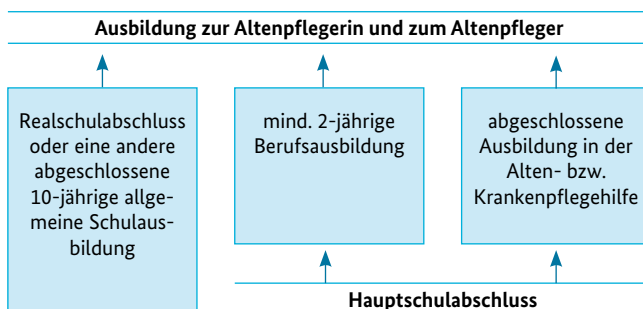 Ausbildung zur Altenpflegerin und zum Altenpfleger
Realschulabschluss
oder eine andere
abgeschlossene
10-jährige allge-
meine Schulaus-
bildung
mind. 2-jährige
Berufsausbildung
abgeschlossene
Ausbildung in der
Alten- bzw.
Krankenpflegehilfe
Hauptschulabschluss